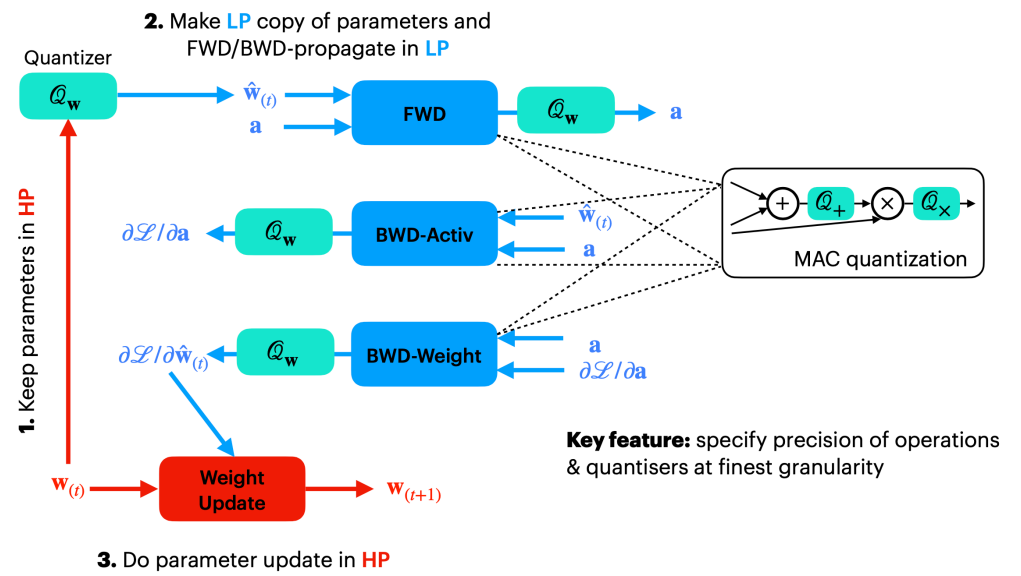 2. Make LP copy of parameters and
FWD/BWD-propagate in LP
Quantizer
𝒬w
ŵ(t)
a
FWD
𝒬w
a
1. Keep parameters in HP
+
𝒬+
×
𝒬×
MAC quantization
∂ℒ/∂a
𝒬w
BWD-Activ
ŵ(t)
a
∂ℒ/∂ŵ(t)
𝒬w
BWD-Weight
a
∂ℒ/∂a
Key feature: specify precision of operations
& quantisers at finest granularity
w(t)
Weight
Update
w(t+1)
3. Do parameter update in HP